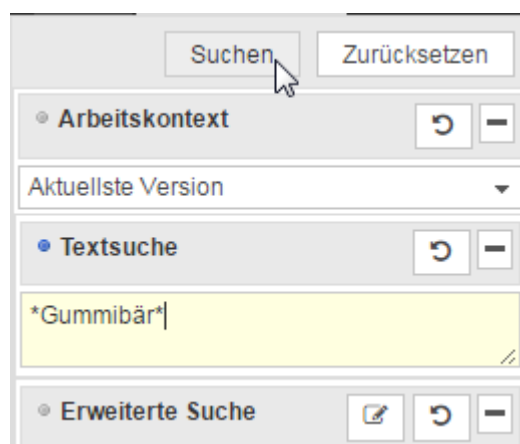 Suchen Zurücksetzen
Arbeitskontext
Aktuellste Version
Textsuche
*Gummibär*
Erweiterte Suche